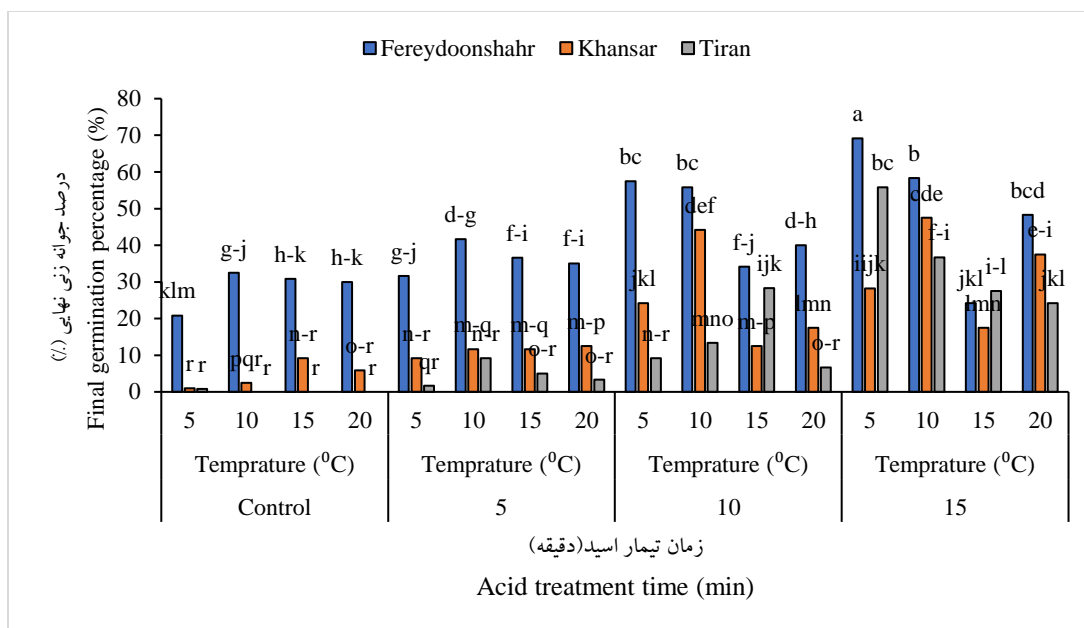 Fereydoonshahr Khansar Tiran
درصد جوانه زنی نهایی (٪)
Final germination percentage (%)
80
70
60
50
40
30
20
10
0
klm r r g-j pqr r h-k n-r r h-k o-r r
g-j n-r qr d-g m-q n-r f-i m-q o-r f-i m-p o-r
bc jkl n-r bc def mno f-j m-p ijk d-h lmn o-r
a iijk bc b cde f-i jkl lmn i-l bcd e-i jkl
5 10 15 20 5 10 15 20 5 10 15 20 5 10 15 20
Temprature (⁰C) Temprature (⁰C) Temprature (⁰C) Temprature (⁰C)
Control 5 10 15
زمان تیمار اسید(دقیقه)
Acid treatment time (min)